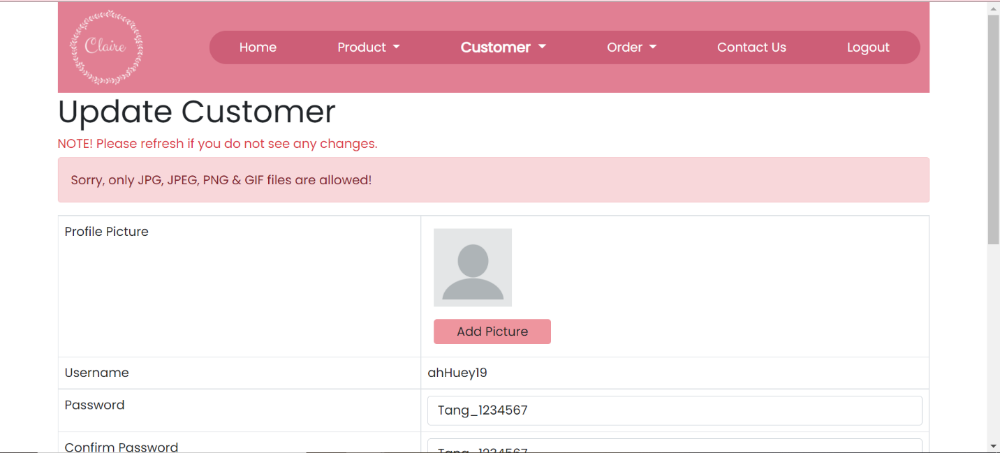 Claire
Home Product Customer Order Contact Us Logout
Update Customer
NOTE! Please refresh if you do not see any changes.
Sorry, only JPG, JPEG, PNG & GIF files are allowed!
Profile Picture
Add Picture
Username ahHuey19
Password Tang_1234567
Confirm Password Tang_1234567